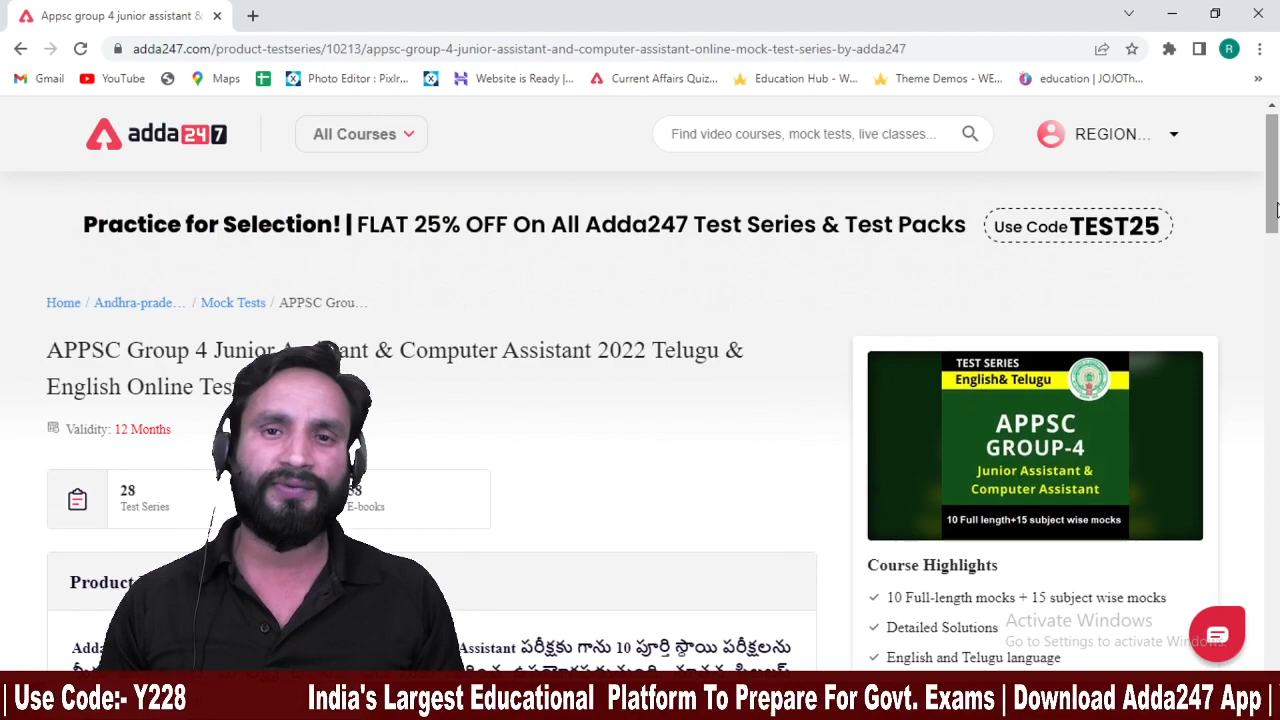 Appsc group 4 junior assistant &
adda247.com/product-testseries/10213/appsc-group-4-junior-assistant-and-computer-assistant-online-mock-test-series-by-adda247
R
Gmail YouTube Maps Photo Editor : Pixlr... Website is Ready |... Current Affairs Quiz... Education Hub - W... Theme Demos - WE... education | JOJOTh... »
adda247 All Courses Find video courses, mock tests, live classes... REGION...
Practice for Selection! | FLAT 25% OFF On All Adda247 Test Series & Test Packs Use Code TEST25
Home / Andhra-prade... / Mock Tests / APPSC Grou...
APPSC Group 4 Junior Assistant & Computer Assistant 2022 Telugu &
English Online Tes
Validity: 12 Months
28
Test Series
E-books
Product
Adda
Assistant పరీక్షకు గాను 10 పూర్తి స్థాయి పరీక్షలను
TEST SERIES
English& Telugu
APPSC
GROUP-4
Junior Assistant &
Computer Assistant
10 Full length+15 subject wise mocks
Course Highlights
10 Full-length mocks + 15 subject wise mocks
Detailed Solutions
English and Telugu language
Activate Windows
Go to Settings to activate Windows.
| Use Code:- Y228 India's Largest Educational Platform To Prepare For Govt. Exams | Download Adda247 App |